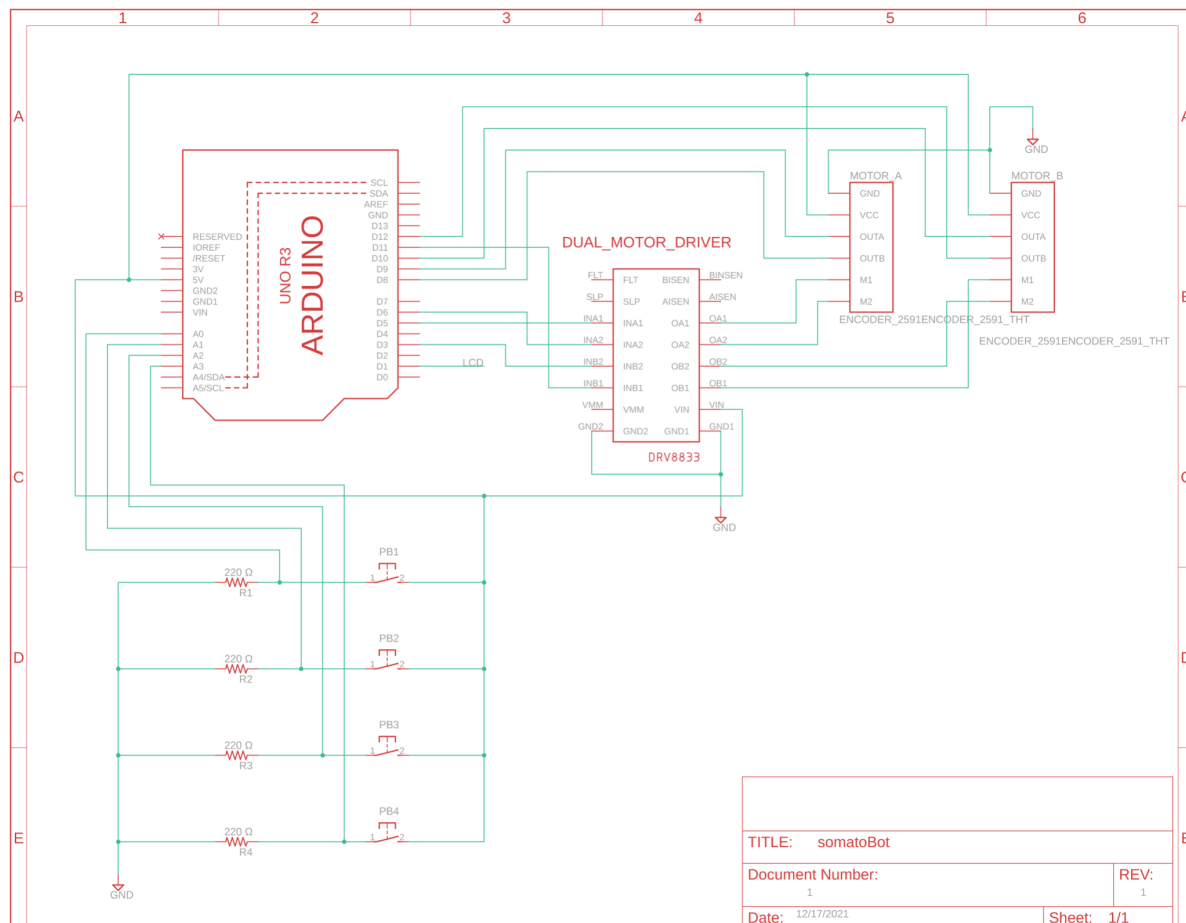 1 2 3 4 5 6
A
B
C
D
E
GND
MOTOR_A
GND
VCC
OUTA
OUTB
M1
M2
ENCODER_2591ENCODER_2591_THT
MOTOR_B
GND
VCC
OUTA
OUTB
M1
M2
ENCODER_2591ENCODER_2591_THT
UNO R3
ARDUINO
RESERVED
IOREF
/RESET
3V
5V
GND2
GND1
VIN
A0
A1
A2
A3
A4/SDA
A5/SCL
SCL
SDA
AREF
GND
D13
D12
D11
D10
D9
D8
D7
D6
D5
D4
D3
D2
D1
D0
LCD
DUAL_MOTOR_DRIVER
FLT FLT BISEN BINSEN
SLP SLP AISEN AISEN
INA1 INA1 OA1 OA1
INA2 INA2 OA2 OA2
INB2 INB2 OB2 OB2
INB1 INB1 OB1 OB1
VMM VMM VIN VIN
GND2 GND2 GND1 GND1
DRV8833
GND
220 Ω
R1
PB1
1 2
220 Ω
R2
PB2
1 2
220 Ω
R3
PB3
1 2
220 Ω
R4
PB4
1 2
GND
TITLE: somatoBot
Document Number:
1
REV:
1
Date: 12/17/2021
Sheet: 1/1